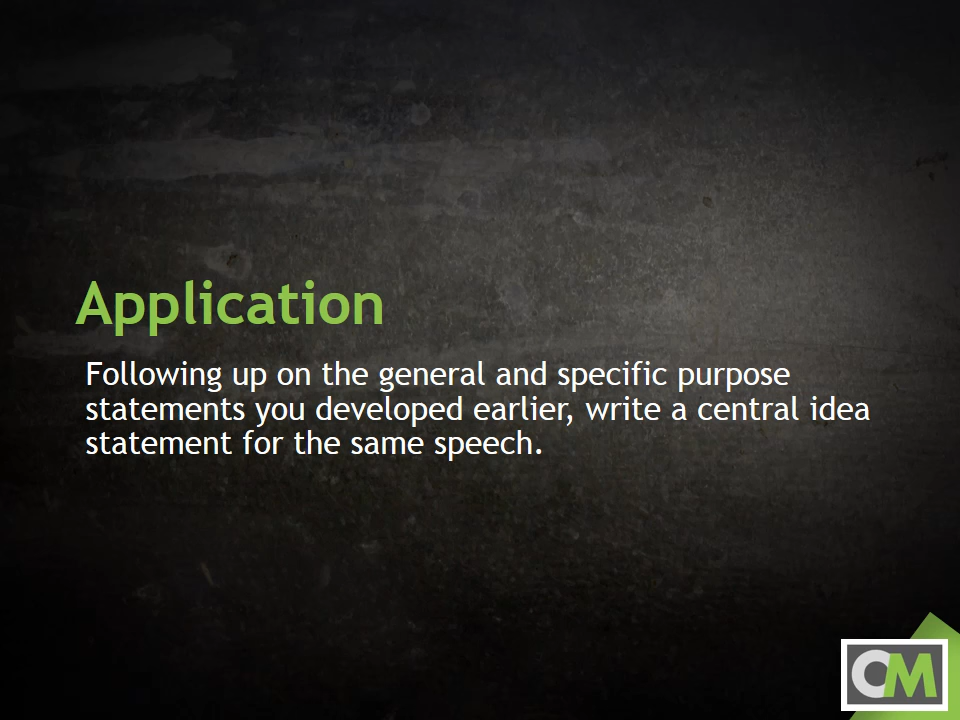 Application
Following up on the general and specific purpose
statements you developed earlier, write a central idea
statement for the same speech.
CM